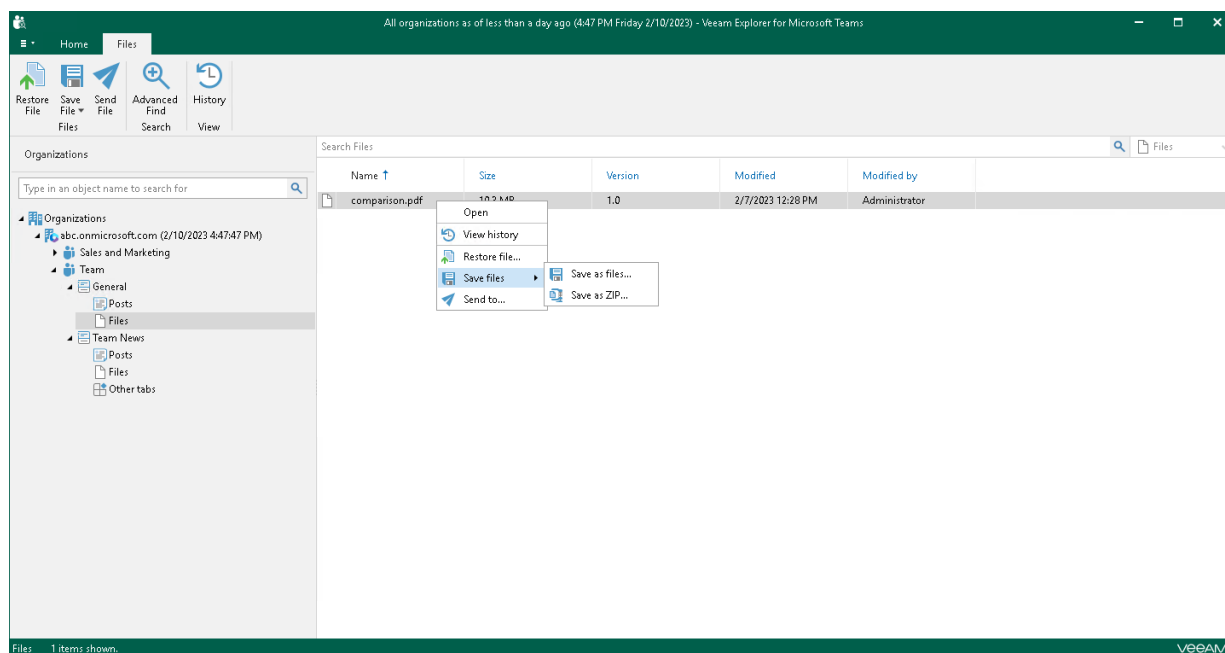 All organizations as of less than a day ago (4:47 PM Friday 2/10/2023) - Veeam Explorer for Microsoft Teams
Home Files
Restore File
Save File
Send File
Advanced Find
History
Files Search View
Organizations
Type in an object name to search for
Organizations
abc.onmicrosoft.com (2/10/2023 4:47:47 PM)
Sales and Marketing
Team
General
Posts
Files
Team News
Posts
Files
Other tabs
Search Files
Files
Name Size Version Modified Modified by
comparison.pdf 10.2 MB 1.0 2/7/2023 12:28 PM Administrator
Open
View history
Restore file...
Save files
Send to...
Save as files...
Save as ZIP...
Files 1 items shown.
veeAM